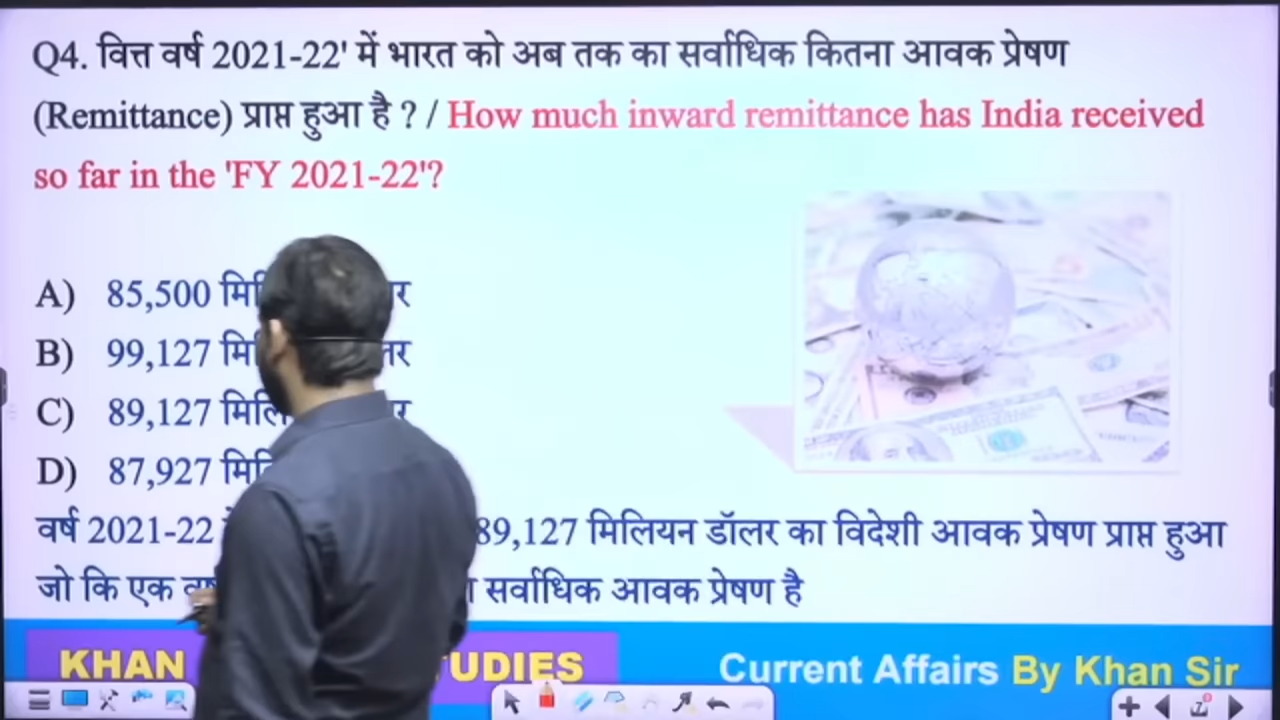 Q4. वित्त वर्ष 2021-22' में भारत को अब तक का सर्वाधिक कितना आवक प्रेषण
(Remittance) प्राप्त हुआ है ? / How much inward remittance has India received
so far in the 'FY 2021-22'?
A) 85,500
B) 99,127
C) 89,127
D) 87,927
वर्ष 2021-22 89,127 मिलियन डॉलर का विदेशी आवक प्रेषण प्राप्त हुआ
जो कि एक सर्वाधिक आवक प्रेषण है
KHAN
Current Affairs By Khan Sir